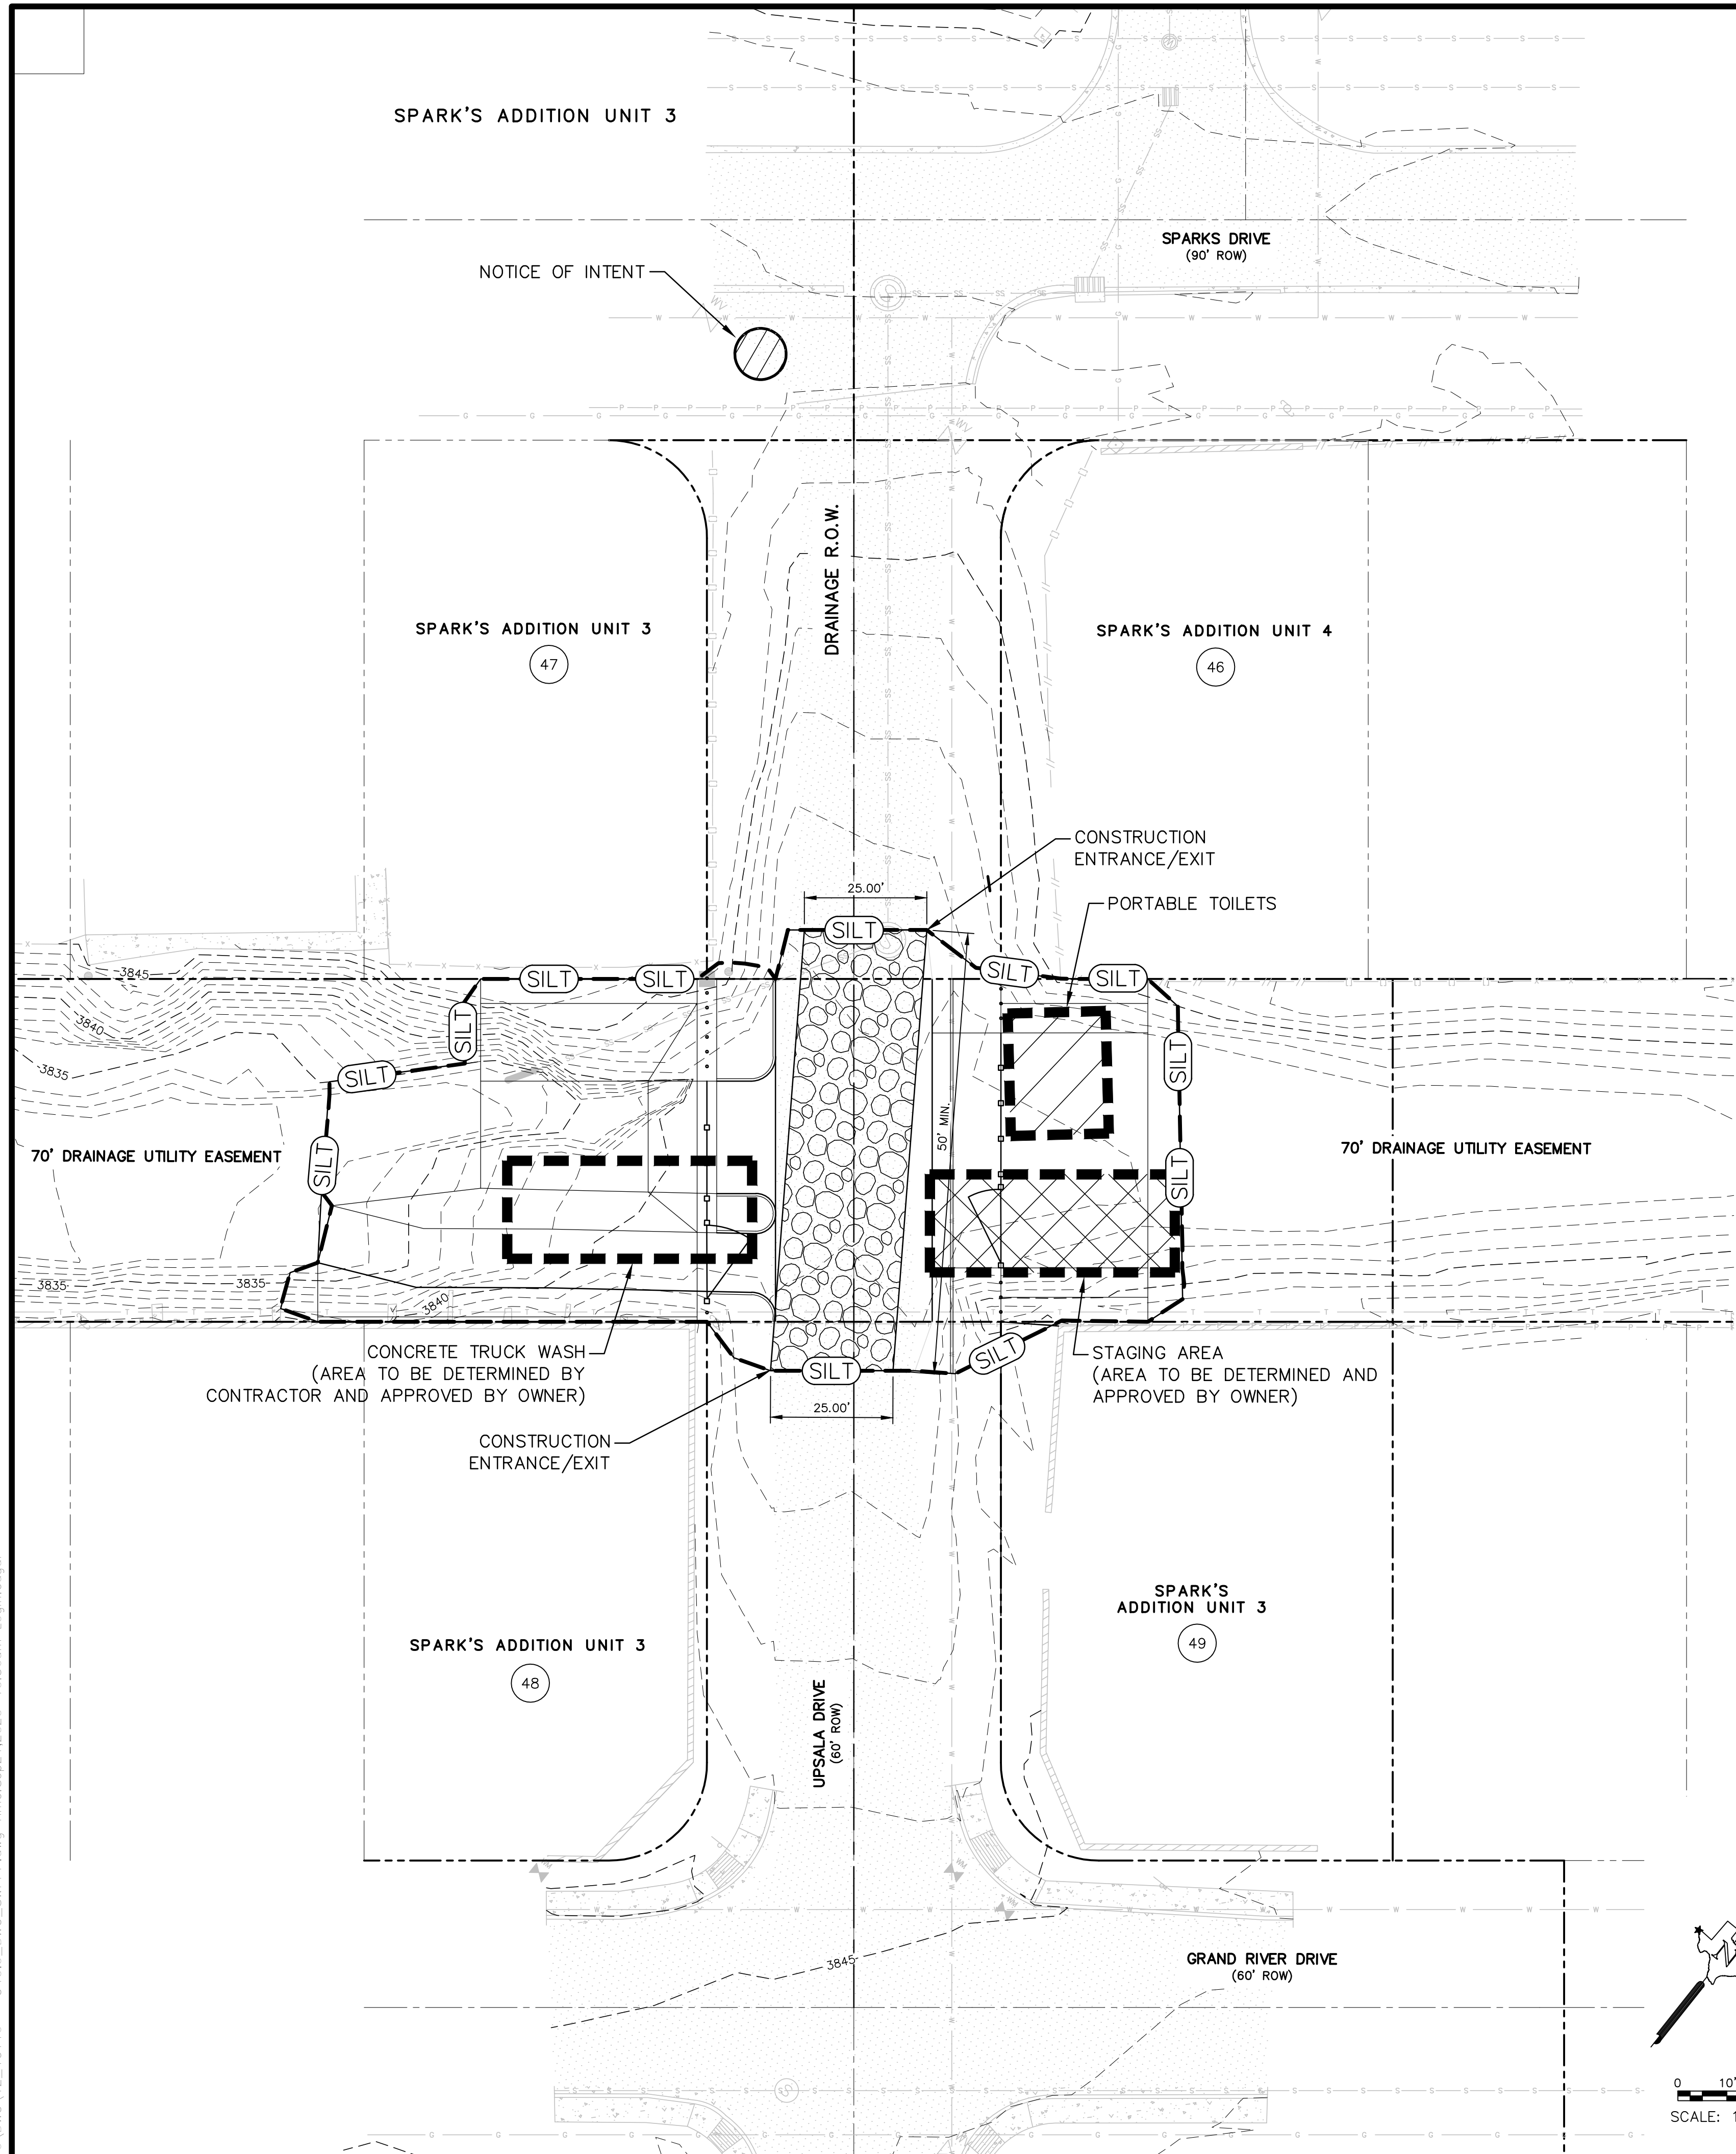 SPARK'S ADDITION UNIT 3
SPARKS DRIVE
(90' ROW)
NOTICE OF INTENT
DRAINAGE R.O.W.
SPARK'S ADDITION UNIT 3
47
SPARK'S ADDITION UNIT 4
46
CONSTRUCTION
ENTRANCE/EXIT
25.00'
PORTABLE TOILETS
SILT
SILT
SILT
SILT
SILT
3845
3840
3835
SILT
SILT
SILT
SILT
SILT
50' MIN.
70' DRAINAGE UTILITY EASEMENT
70' DRAINAGE UTILITY EASEMENT
3835
3835
3840
CONCRETE TRUCK WASH
(AREA TO BE DETERMINED BY
CONTRACTOR AND APPROVED BY OWNER)
SILT
SILT
STAGING AREA
(AREA TO BE DETERMINED AND
APPROVED BY OWNER)
25.00'
CONSTRUCTION
ENTRANCE/EXIT
SPARK'S ADDITION UNIT 3
48
SPARK'S
ADDITION UNIT 3
49
UPSALA DRIVE
(60' ROW)
3845
GRAND RIVER DRIVE
(60' ROW)
0 10'
SCALE: 1